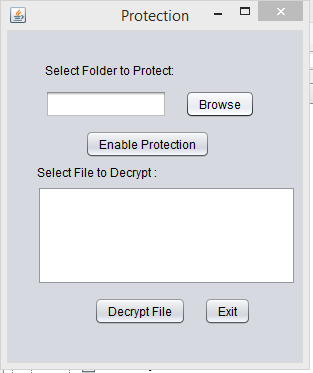 Protection
Select Folder to Protect:
Browse
Enable Protection
Select File to Decrypt :
Decrypt File
Exit